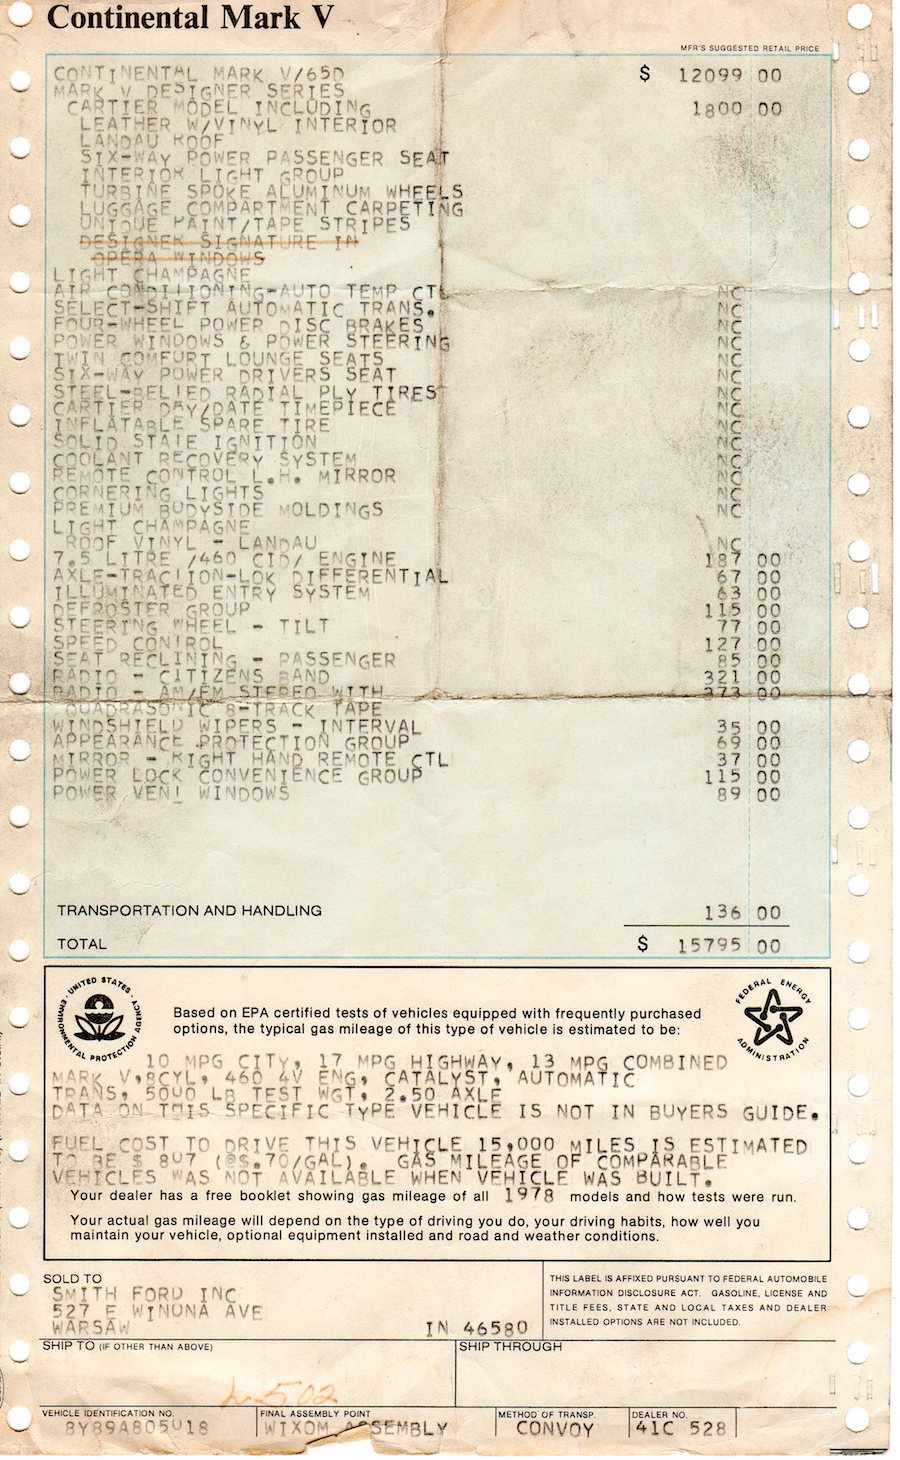 Continental Mark V
MFR'S SUGGESTED RETAIL PRICE
CONTINENTAL MARK V/65D $ 12099 00
MARK V DESIGNER SERIES
CARTIER MODEL INCLUDING 1800 00
LEATHER W/VINYL INTERIOR
LANDAU ROOF
SIX-WAY POWER PASSENGER SEAT
INTERIOR LIGHT GROUP
TURBINE SPOKE ALUMINUM WHEELS
LUGGAGE COMPARTMENT CARPETING
UNIQUE PAINT/TAPE STRIPES
DESIGNER SIGNATURE IN
OPERA WINDOWS
LIGHT CHAMPAGNE
AIR CONDITIONING-AUTO TEMP CTL NC
SELECT-SHIFT AUTOMATIC TRANS. NC
FOUR-WHEEL POWER DISC BRAKES NC
POWER WINDOWS & POWER STEERING NC
TWIN COMFORT LOUNGE SEATS NC
SIX-WAY POWER DRIVERS SEAT NC
STEEL-BELTED RADIAL PLY TIRES NC
CARTIER DAY/DATE TIMEPIECE NC
INFLATABLE SPARE TIRE NC
SOLID STATE IGNITION NC
COOLANT RECOVERY SYSTEM NC
REMOTE CONTROL L.H. MIRROR NC
CORNERING LIGHTS NC
PREMIUM BODYSIDE MOLDINGS NC
LIGHT CHAMPAGNE
ROOF VINYL - LANDAU NC
7.5 LITRE /460 CID/ ENGINE 187 00
AXLE-TRACTION-LOK DIFFERENTIAL 67 00
ILLUMINATED ENTRY SYSTEM 63 00
DEFROSTER GROUP 115 00
STEERING WHEEL - TILT 77 00
SPEED CONTROL 127 00
SEAT RECLINING - PASSENGER 85 00
RADIO - CITIZENS BAND 321 00
RADIO - AM/FM STEREO WITH 373 00
QUADRASONIC 8-TRACK TAPE
WINDSHIELD WIPERS - INTERVAL 35 00
APPEARANCE PROTECTION GROUP 69 00
MIRROR - RIGHT HAND REMOTE CTL 37 00
POWER LOCK CONVENIENCE GROUP 115 00
POWER VENT WINDOWS 89 00
TRANSPORTATION AND HANDLING 136 00
TOTAL $ 15795 00
UNITED STATES · ENVIRONMENTAL PROTECTION AGENCY ·
FEDERAL ENERGY ADMINISTRATION
Based on EPA certified tests of vehicles equipped with frequently purchased
options, the typical gas mileage of this type of vehicle is estimated to be:
10 MPG CITY, 17 MPG HIGHWAY, 13 MPG COMBINED
MARK V,8CYL, 460 4V ENG, CATALYST, AUTOMATIC
TRANS, 5000 LB TEST WGT, 2.50 AXLE
DATA ON THIS SPECIFIC TYPE VEHICLE IS NOT IN BUYERS GUIDE.
FUEL COST TO DRIVE THIS VEHICLE 15,000 MILES IS ESTIMATED
TO BE $ 807 (@$.70/GAL). GAS MILEAGE OF COMPARABLE
VEHICLES WAS NOT AVAILABLE WHEN VEHICLE WAS BUILT.
Your dealer has a free booklet showing gas mileage of all 1978 models and how tests were run.
Your actual gas mileage will depend on the type of driving you do, your driving habits, how well you
maintain your vehicle, optional equipment installed and road and weather conditions.
SOLD TO
SMITH FORD INC
527 E WINONA AVE
WARSAW IN 46580
THIS LABEL IS AFFIXED PURSUANT TO FEDERAL AUTOMOBILE
INFORMATION DISCLOSURE ACT. GASOLINE, LICENSE AND
TITLE FEES, STATE AND LOCAL TAXES AND DEALER
INSTALLED OPTIONS ARE NOT INCLUDED.
SHIP TO (IF OTHER THAN ABOVE)
SHIP THROUGH
VEHICLE IDENTIFICATION NO. FINAL ASSEMBLY POINT METHOD OF TRANSP. DEALER NO.
8Y89A805018 WIXOM ASSEMBLY CONVOY 41C 528